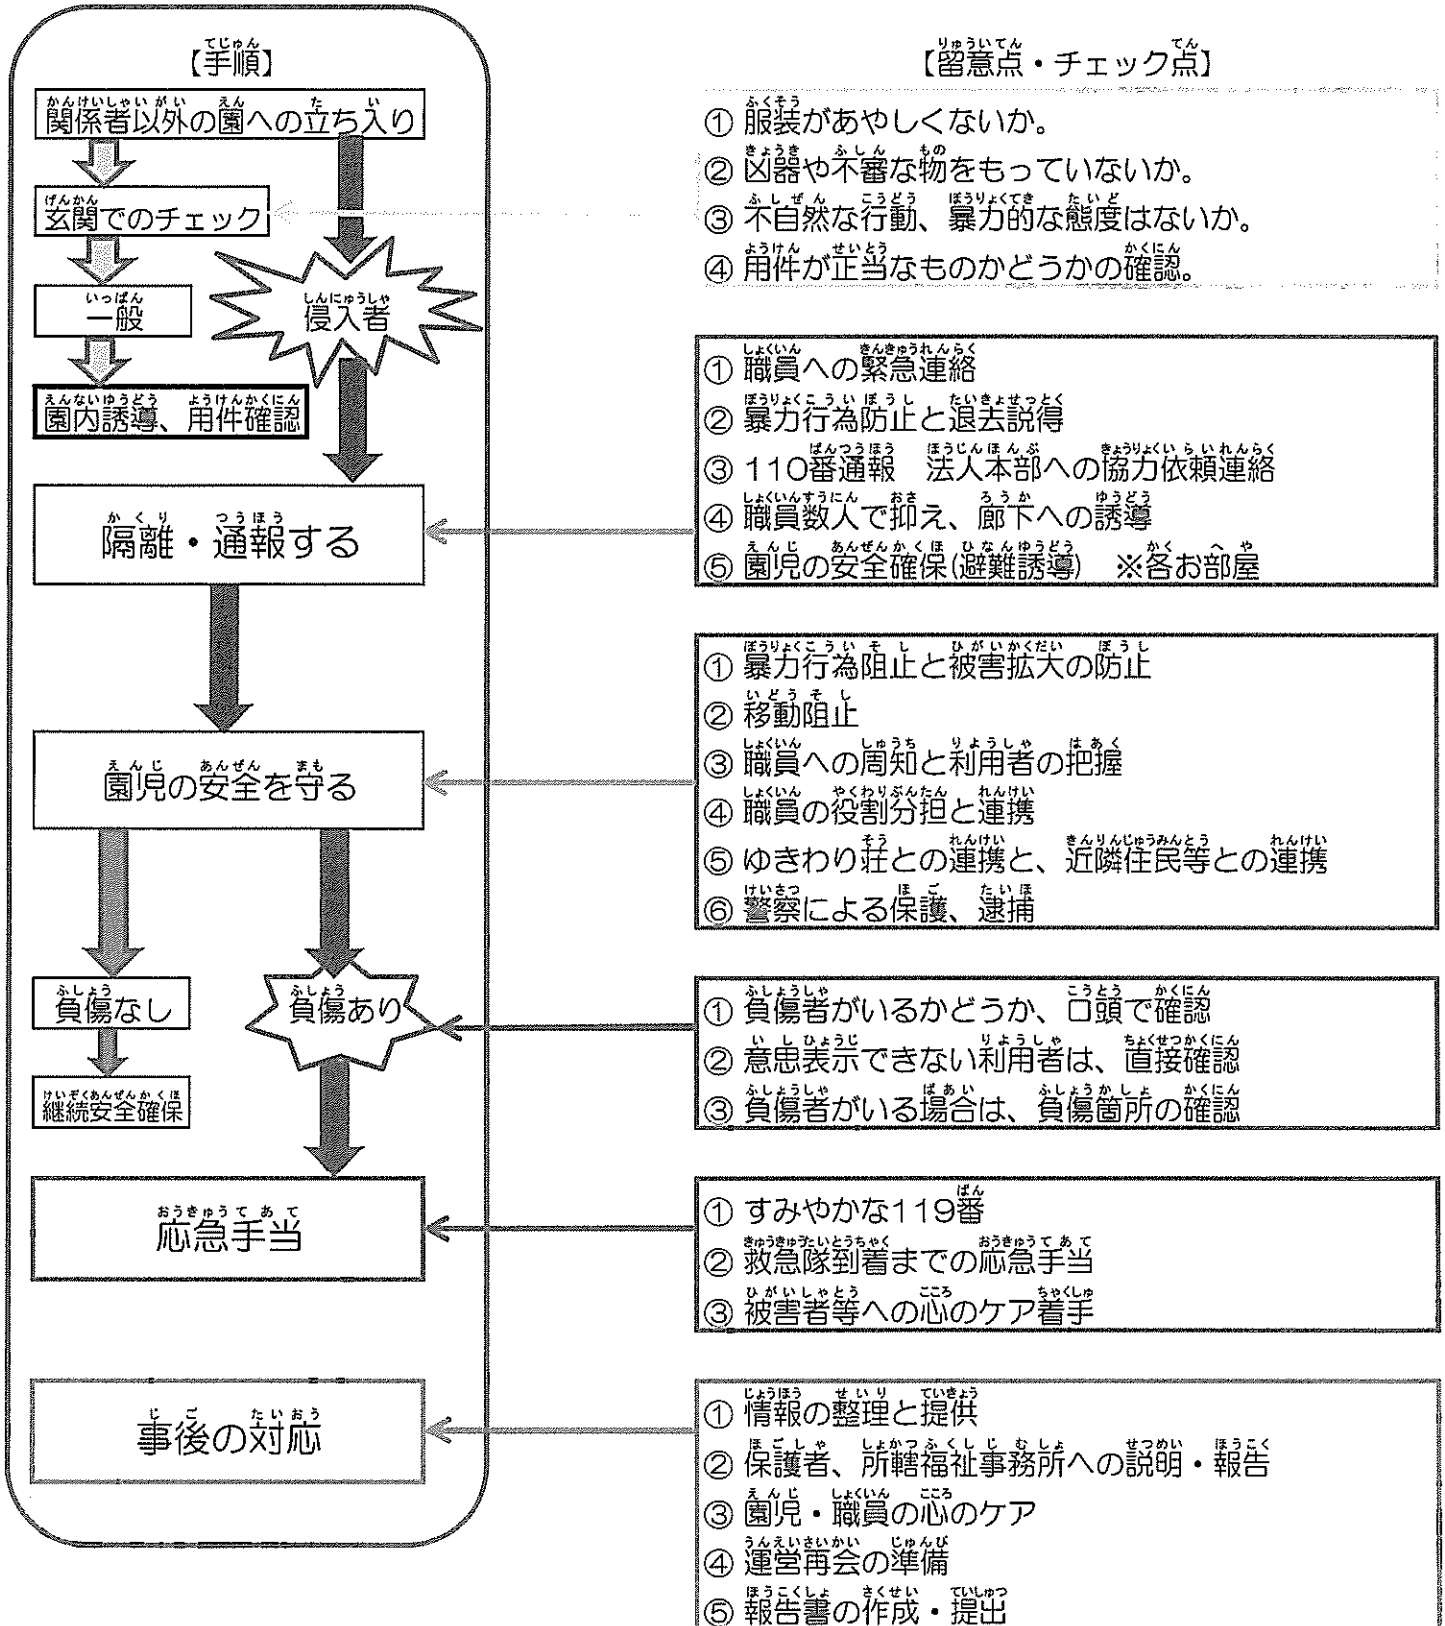 【手順】
関係者以外の園への立ち入り
玄関でのチェック
一般
侵入者
園内誘導、用件確認
隔離・通報する
園児の安全を守る
負傷なし
負傷あり
継続安全確保
応急手当
事後の対応
【留意点・チェック点】
① 服装があやしくないか。
② 凶器や不審な物をもっていないか。
③ 不自然な行動、暴力的な態度はないか。
④ 用件が正当なものかどうかの確認。
① 職員への緊急連絡
② 暴力行為防止と退去説得
③ 110番通報　法人本部への協力依頼連絡
④ 職員数人で抑え、廊下への誘導
⑤ 園児の安全確保(避難誘導)　※各お部屋
① 暴力行為阻止と被害拡大の防止
② 移動阻止
③ 職員への周知と利用者の把握
④ 職員の役割分担と連携
⑤ ゆきわり荘との連携と、近隣住民等との連携
⑥ 警察による保護、逮捕
① 負傷者がいるかどうか、口頭で確認
② 意思表示できない利用者は、直接確認
③ 負傷者がいる場合は、負傷箇所の確認
① すみやかな119番
② 救急隊到着までの応急手当
③ 被害者等への心のケア着手
① 情報の整理と提供
② 保護者、所轄福祉事務所への説明・報告
③ 園児・職員の心のケア
④ 運営再会の準備
⑤ 報告書の作成・提出